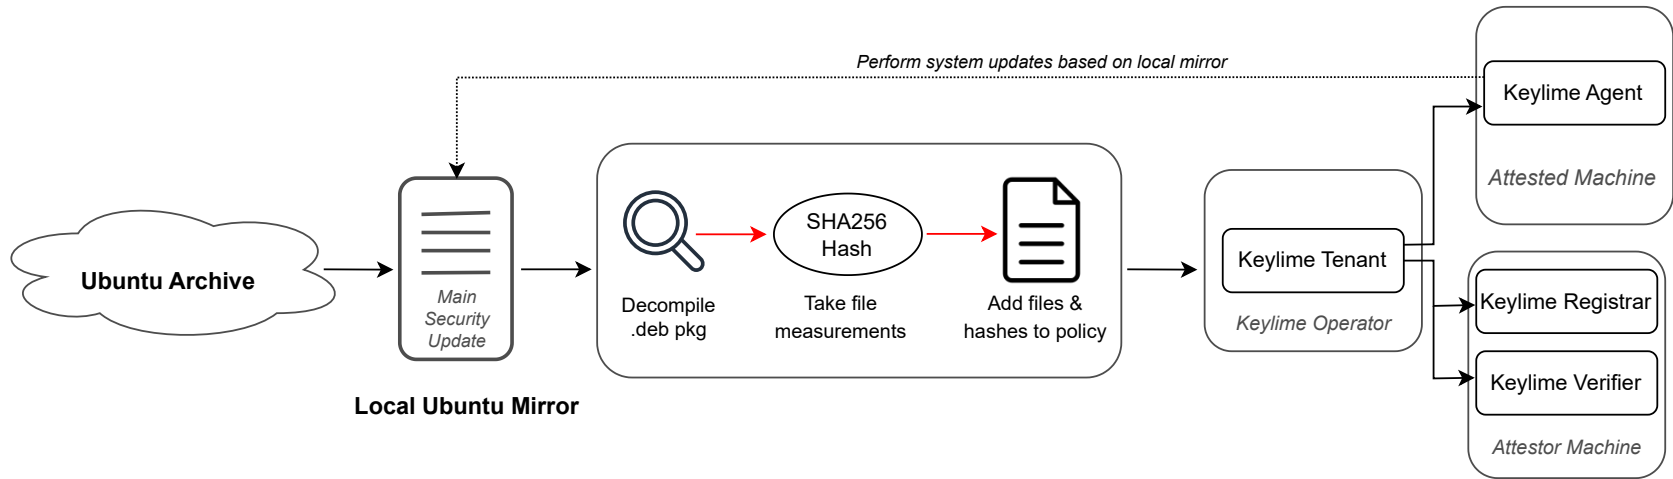 Perform system updates based on local mirror
Keylime Agent
Attested Machine
Ubuntu Archive
Main
Security
Update
Local Ubuntu Mirror
Decompile
.deb pkg
SHA256
Hash
Take file
measurements
Add files &
hashes to policy
Keylime Tenant
Keylime Operator
Keylime Registrar
Keylime Verifier
Attestor Machine